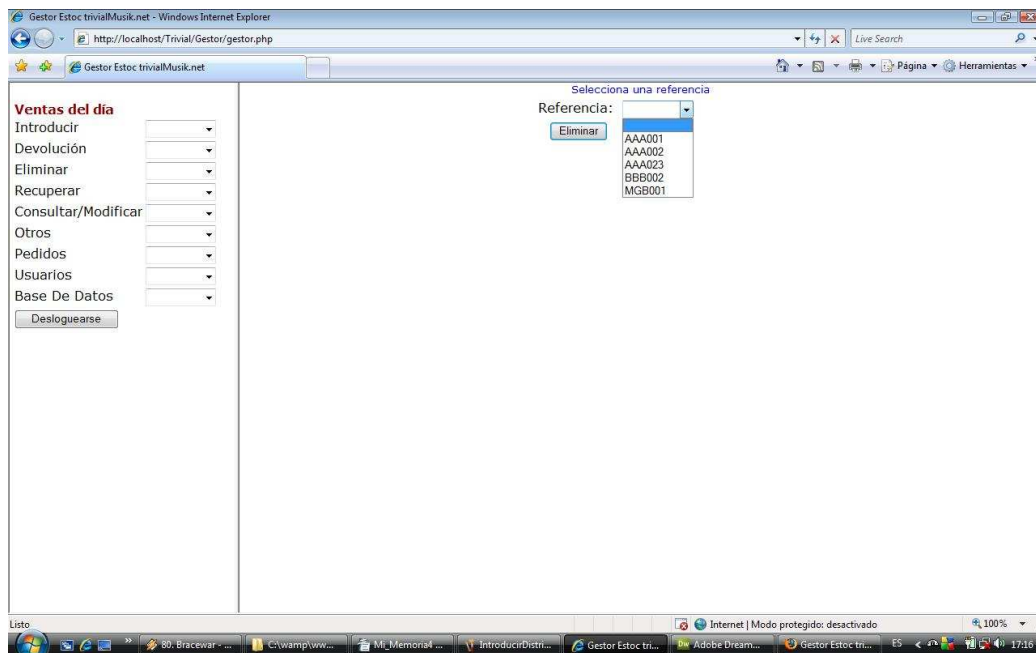 Gestor Estoc trivialMusik.net - Windows Internet Explorer
http://localhost/Trivial/Gestor/gestor.php
Live Search
Gestor Estoc trivialMusik.net
Página
Herramientas
Ventas del día
Introducir
Devolución
Eliminar
Recuperar
Consultar/Modificar
Otros
Pedidos
Usuarios
Base De Datos
Desloguearse
Selecciona una referencia
Referencia:
Eliminar
AAA001
AAA002
AAA023
BBB002
MGB001
Listo
Internet | Modo protegido: desactivado
100%
80. Bracewar - ...
C:\wamp\ww...
Mi_Memoria4 ...
IntroducirDistri...
Gestor Estoc tri...
Adobe Dream...
Gestor Estoc tri...
ES
17:16